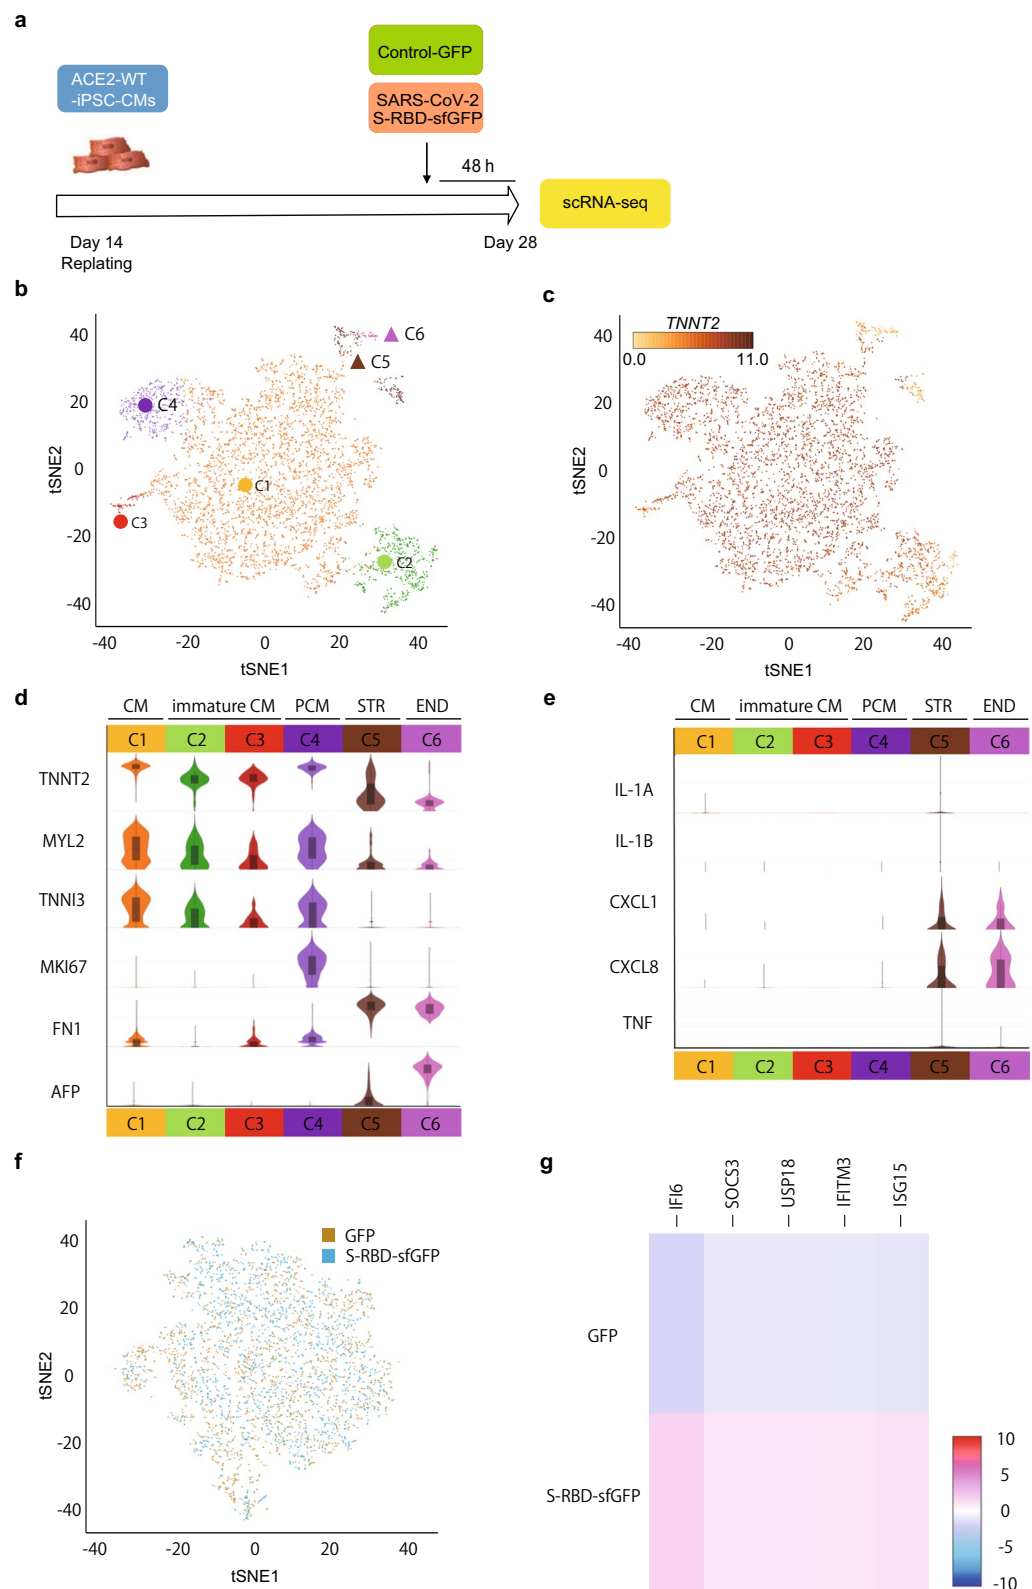 a
Control-GFP
ACE2-WT
-iPSC-CMs
SARS-CoV-2
S-RBD-sfGFP
48 h
scRNA-seq
Day 14
Replating
Day 28
b
40
20
0
-20
-40
tSNE2
-40
-20
0
20
40
tSNE1
C6
C5
C4
C1
C3
C2
c
TNNT2
0.0
11.0
40
20
0
-20
-40
tSNE2
-40
-20
0
20
40
tSNE1
d
CM immature CM PCM STR END
C1 C2 C3 C4 C5 C6
TNNT2
MYL2
TNNI3
MKI67
FN1
AFP
C1 C2 C3 C4 C5 C6
e
CM immature CM PCM STR END
C1 C2 C3 C4 C5 C6
IL-1A
IL-1B
CXCL1
CXCL8
TNF
C1 C2 C3 C4 C5 C6
f
GFP
S-RBD-sfGFP
40
20
0
-20
-40
tSNE2
-40
-20
0
20
40
tSNE1
g
IFI6
SOCS3
USP18
IFITM3
ISG15
GFP
S-RBD-sfGFP
10
5
0
-5
-10